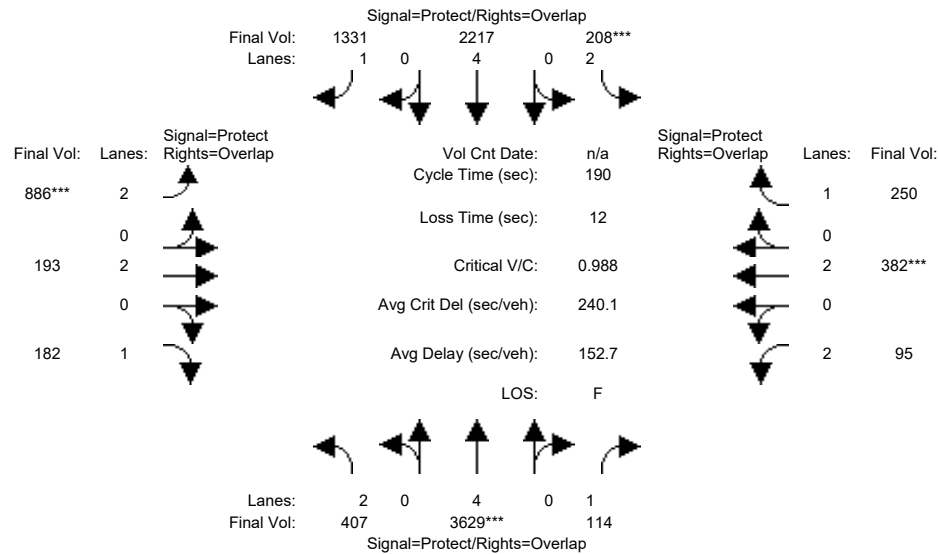 Signal=Protect/Rights=Overlap
Final Vol: 1331 2217 208***
Lanes: 1 0 4 0 2
Signal=Protect Signal=Protect
Final Vol: Lanes: Rights=Overlap Vol Cnt Date: n/a Rights=Overlap Lanes: Final Vol:
Cycle Time (sec): 190
886*** 2 1 250
Loss Time (sec): 12
0 0
193 2 Critical V/C: 0.988 2 382***
0 Avg Crit Del (sec/veh): 240.1 0
182 1 Avg Delay (sec/veh): 152.7 2 95
LOS: F
Lanes: 2 0 4 0 1
Final Vol: 407 3629*** 114
Signal=Protect/Rights=Overlap